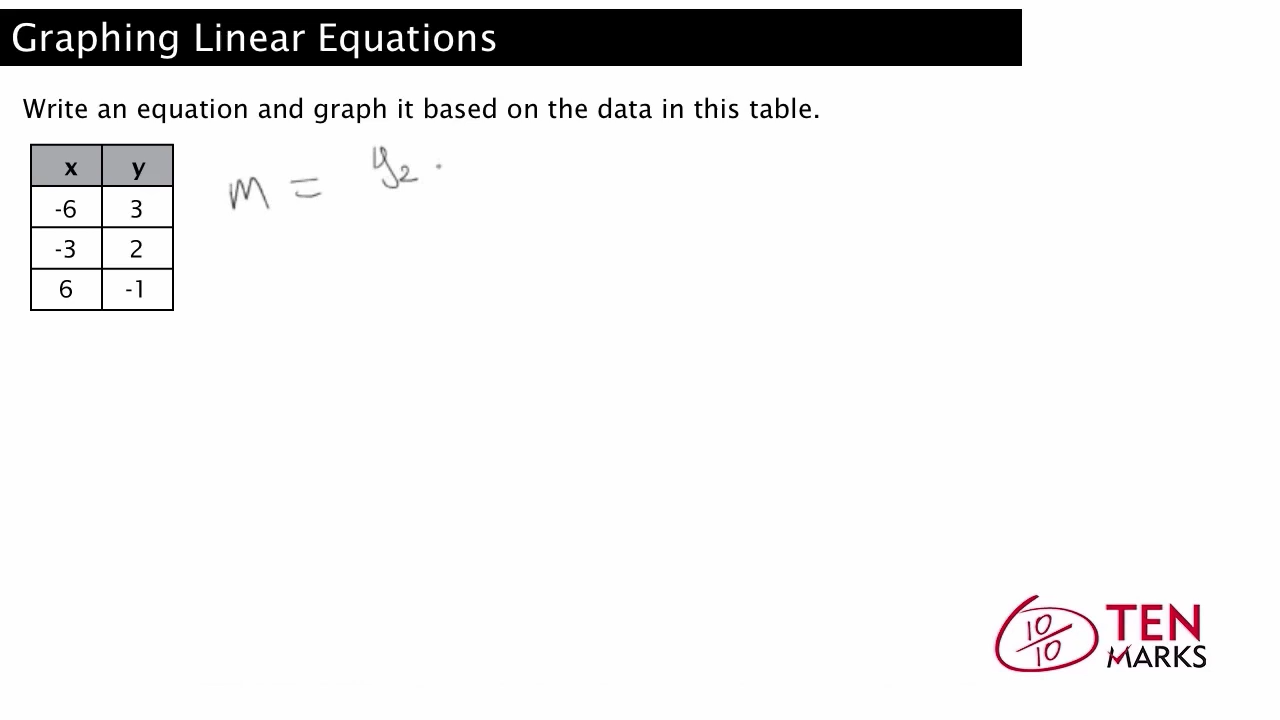 Graphing Linear Equations
Write an equation and graph it based on the data in this table.
x y
-6 3
-3 2
6 -1
m = y₂ .
10/10 TEN
MARKS